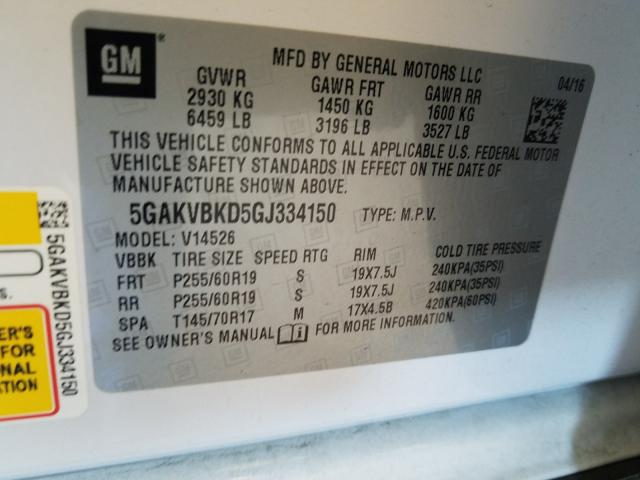 GM
MFD BY GENERAL MOTORS LLC
04/16
GVWR GAWR FRT GAWR RR
2930 KG 1450 KG 1600 KG
6459 LB 3196 LB 3527 LB
THIS VEHICLE CONFORMS TO ALL APPLICABLE U.S. FEDERAL MOTOR
VEHICLE SAFETY STANDARDS IN EFFECT ON THE DATE OF
MANUFACTURE SHOWN ABOVE.
5GAKVBKD5GJ334150 TYPE: M.P.V.
MODEL: V14526
VBBK TIRE SIZE SPEED RTG RIM COLD TIRE PRESSURE
FRT P255/60R19 S 19X7.5J 240KPA(35PSI)
RR P255/60R19 S 19X7.5J 240KPA(35PSI)
SPA T145/70R17 M 17X4.5B 420KPA(60PSI)
SEE OWNER'S MANUAL FOR MORE INFORMATION.
5GAKVBKD5GJ334150
S.
ER'S
FOR
ONAL
ATION